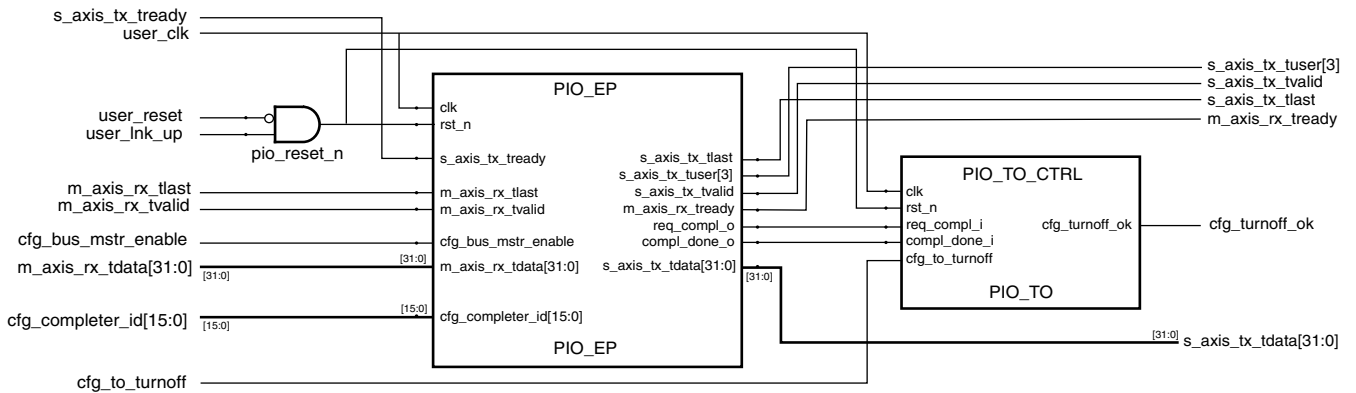 s_axis_tx_tready
user_clk
user_reset
user_lnk_up
pio_reset_n
m_axis_rx_tlast
m_axis_rx_tvalid
cfg_bus_mstr_enable
m_axis_rx_tdata[31:0]
[31:0]
[31:0]
cfg_completer_id[15:0]
[15:0]
[15:0]
cfg_to_turnoff
PIO_EP
clk
rst_n
s_axis_tx_tready
m_axis_rx_tlast
m_axis_rx_tvalid
cfg_bus_mstr_enable
m_axis_rx_tdata[31:0]
cfg_completer_id[15:0]
s_axis_tx_tlast
s_axis_tx_tuser[3]
s_axis_tx_tvalid
m_axis_rx_tready
req_compl_o
compl_done_o
s_axis_tx_tdata[31:0]
[31:0]
PIO_EP
PIO_TO_CTRL
clk
rst_n
req_compl_i
compl_done_i
cfg_to_turnoff
cfg_turnoff_ok
PIO_TO
s_axis_tx_tuser[3]
s_axis_tx_tvalid
s_axis_tx_tlast
m_axis_rx_tready
cfg_turnoff_ok
[31:0]
s_axis_tx_tdata[31:0]